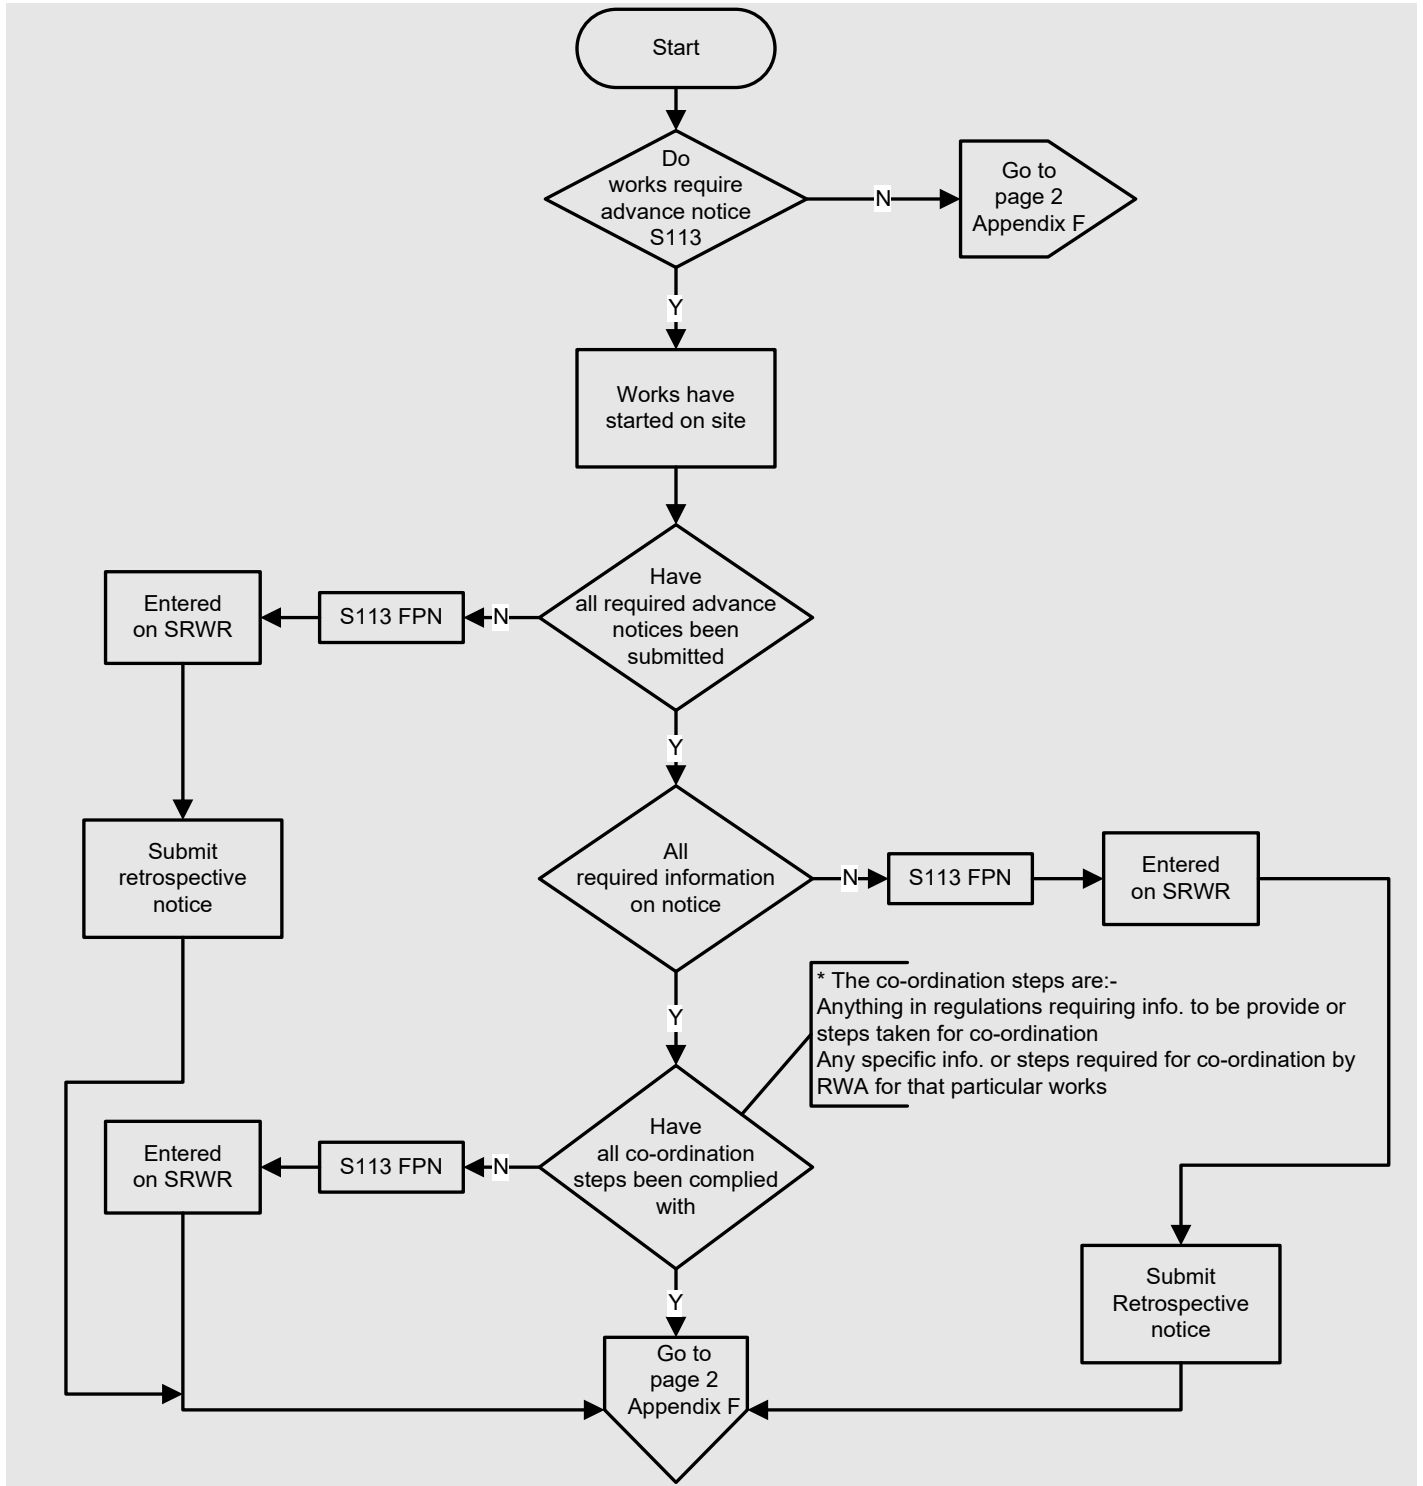 Start
Do
works require
advance notice
S113
N
Go to
page 2
Appendix F
Y
Works have
started on site
Have
all required advance
notices been
submitted
N
S113 FPN
Entered
on SRWR
Y
Submit
retrospective
notice
All
required information
on notice
N
S113 FPN
Entered
on SRWR
Y
* The co-ordination steps are:-
Anything in regulations requiring info. to be provide or
steps taken for co-ordination
Any specific info. or steps required for co-ordination by
RWA for that particular works
Have
all co-ordination
steps been complied
with
N
S113 FPN
Entered
on SRWR
Y
Submit
Retrospective
notice
Go to
page 2
Appendix F